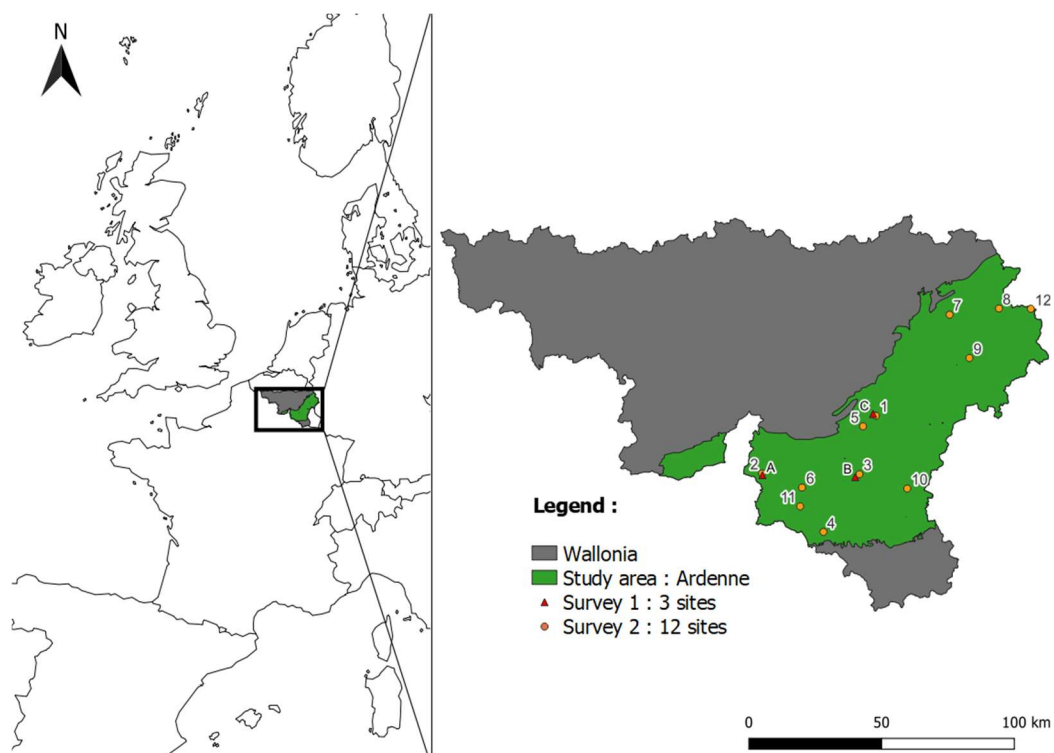 N
7
8
12
9
C
1
5
2
A
B
3
6
10
11
4
Legend :
Wallonia
Study area : Ardenne
Survey 1 : 3 sites
Survey 2 : 12 sites
0
50
100 km